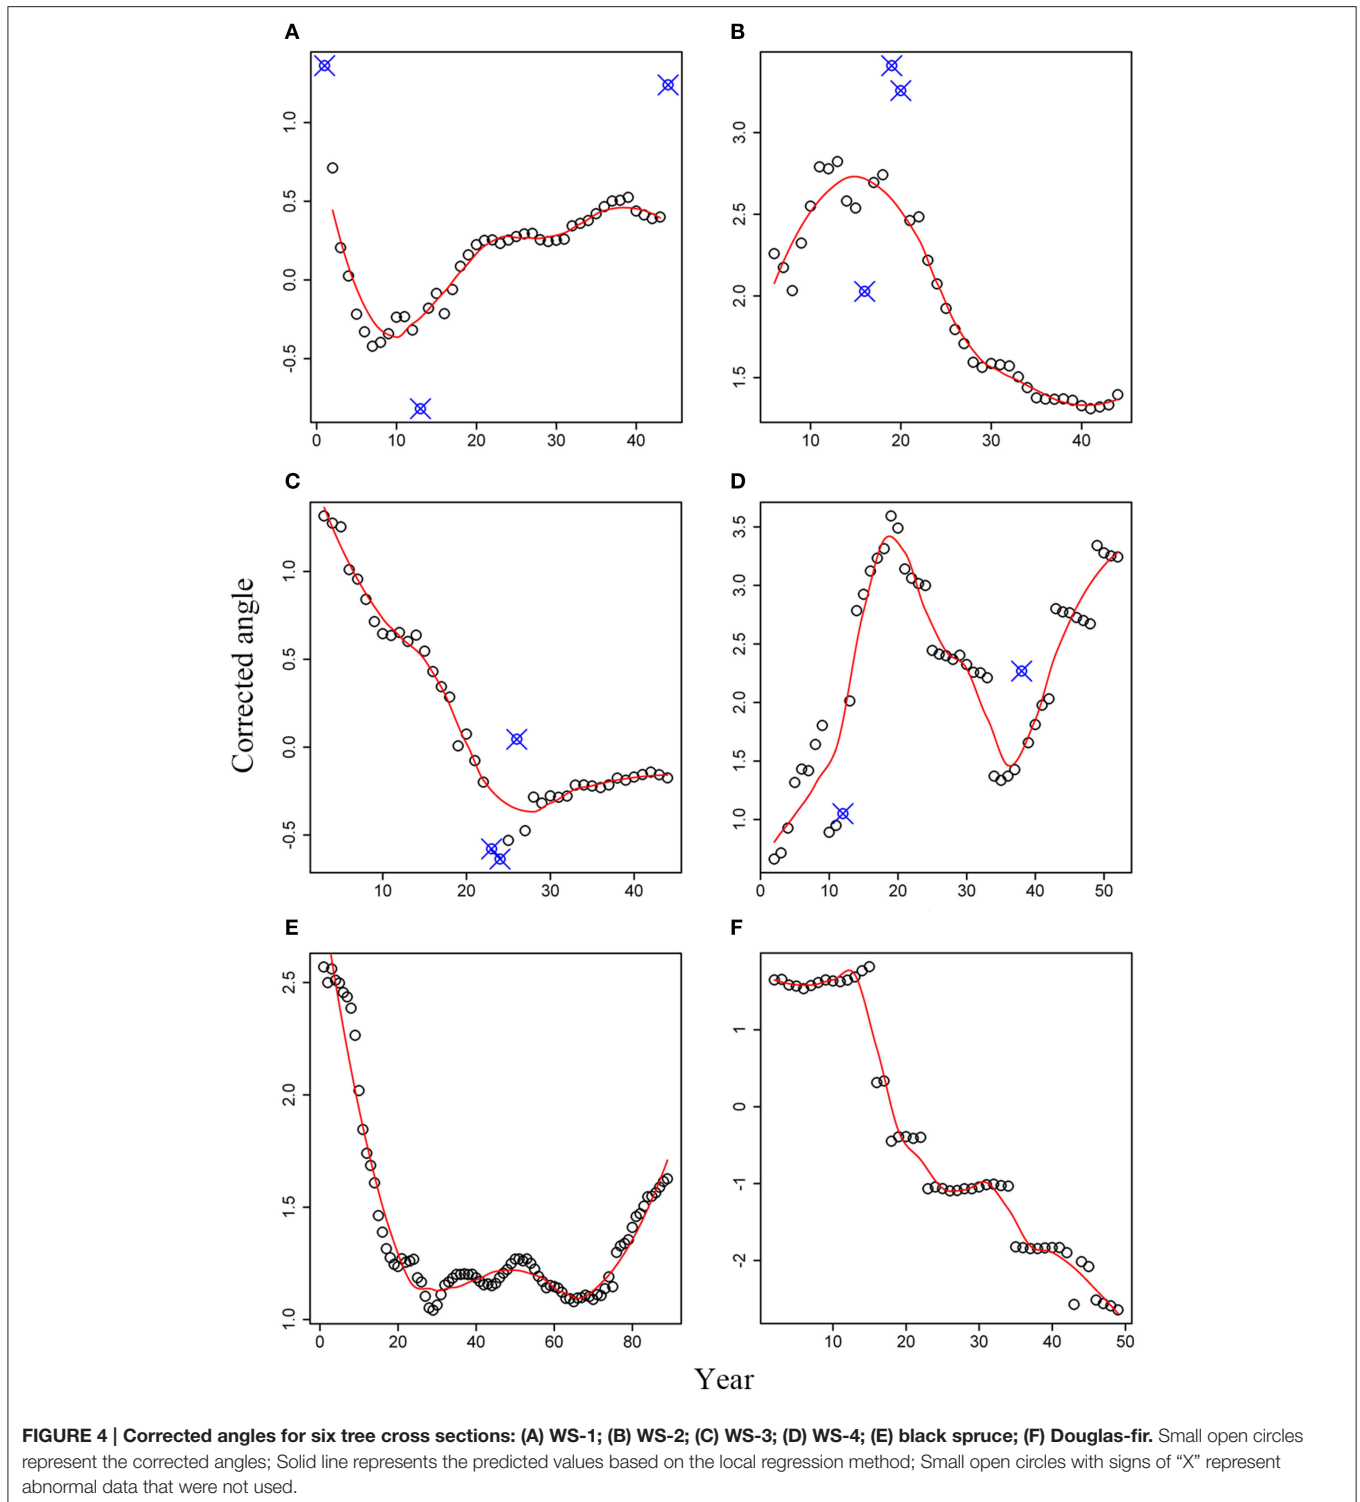 A
B
1.0
0.5
0.0
-0.5
0 10 20 30 40
3.0
2.5
2.0
1.5
10 20 30 40
C
D
1.0
0.5
0.0
-0.5
10 20 30 40
3.5
3.0
2.5
2.0
1.5
1.0
0 10 20 30 40 50
Corrected angle
E
F
2.5
2.0
1.5
1.0
0 20 40 60 80
1
0
-1
-2
10 20 30 40 50
Year
FIGURE 4 | Corrected angles for six tree cross sections: (A) WS-1; (B) WS-2; (C) WS-3; (D) WS-4; (E) black spruce; (F) Douglas-fir. Small open circles
represent the corrected angles; Solid line represents the predicted values based on the local regression method; Small open circles with signs of “X” represent
abnormal data that were not used.